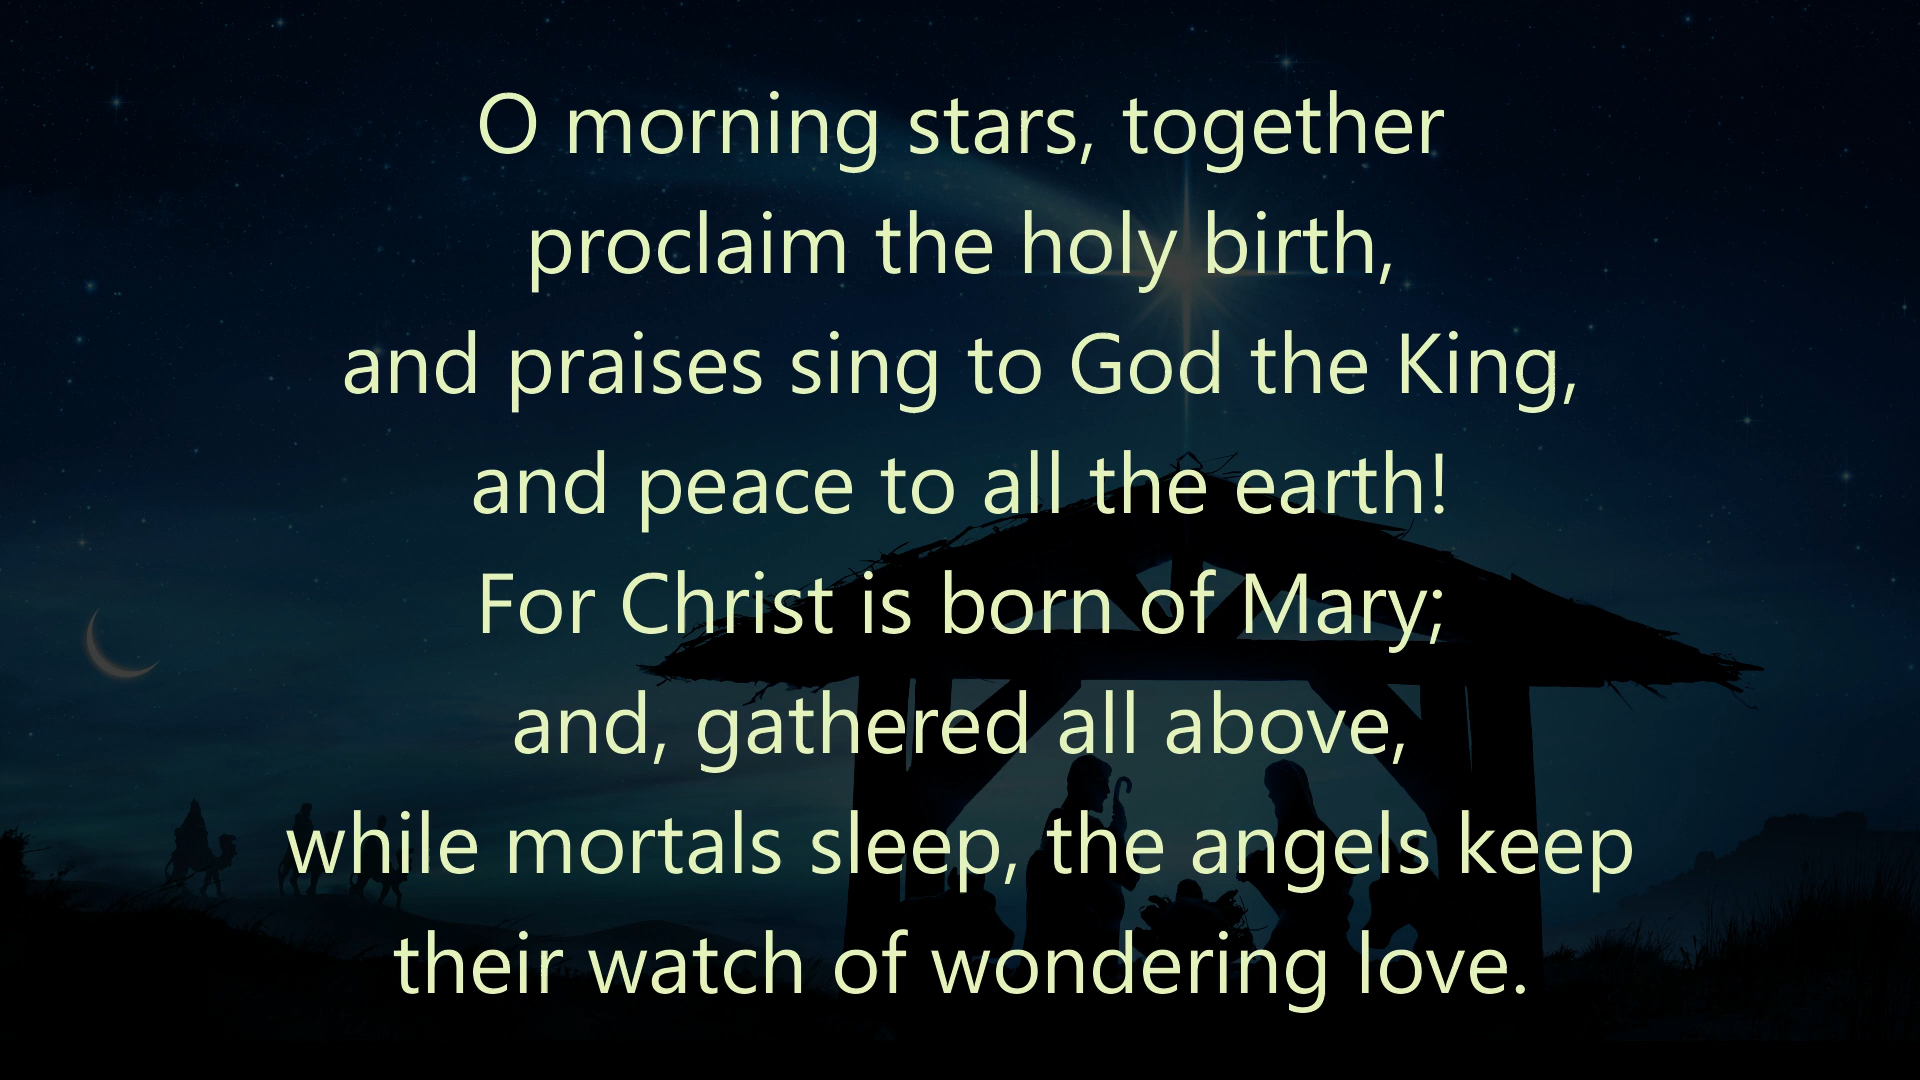 O morning stars, together
proclaim the holy birth,
and praises sing to God the King,
and peace to all the earth!
For Christ is born of Mary;
and, gathered all above,
while mortals sleep, the angels keep
their watch of wondering love.